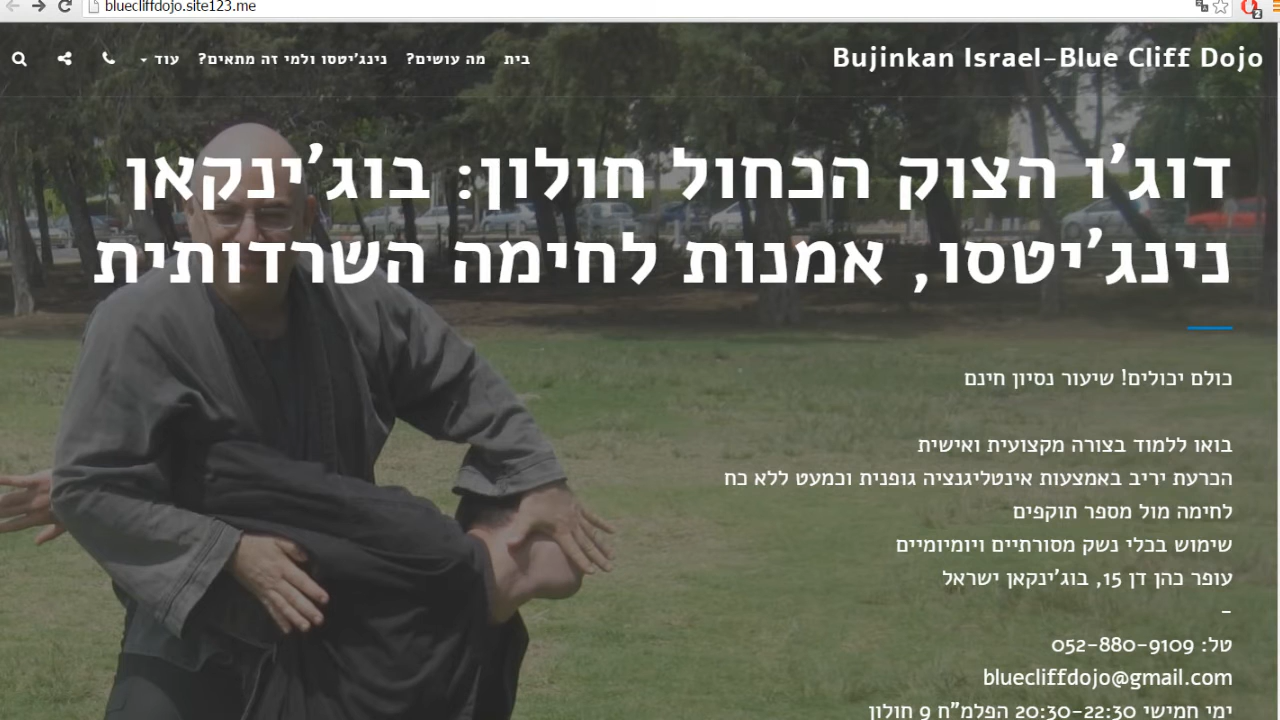 bluecliffdojo.site123.me
Bujinkan Israel-Blue Cliff Dojo
בית מה עושים? נינג'יטסו ולמי זה מתאים? עוד
דוג'ו הצוק הכחול חולון: בוג'ינקאן
נינג'יטסו, אמנות לחימה השרדותית
כולם יכולים! שיעור נסיון חינם
בואו ללמוד בצורה מקצועית ואישית
הכרעת יריב באמצעות אינטליגנציה גופנית וכמעט ללא כח
לחימה מול מספר תוקפים
שימוש בכלי נשק מסורתיים ויומיומיים
עופר כהן דן 15, בוג'ינקאן ישראל
-
טל: 052-880-9109
bluecliffdojo@gmail.com
ימי חמישי 20:30-22:30 הפלמ"ח 9 חולון
2